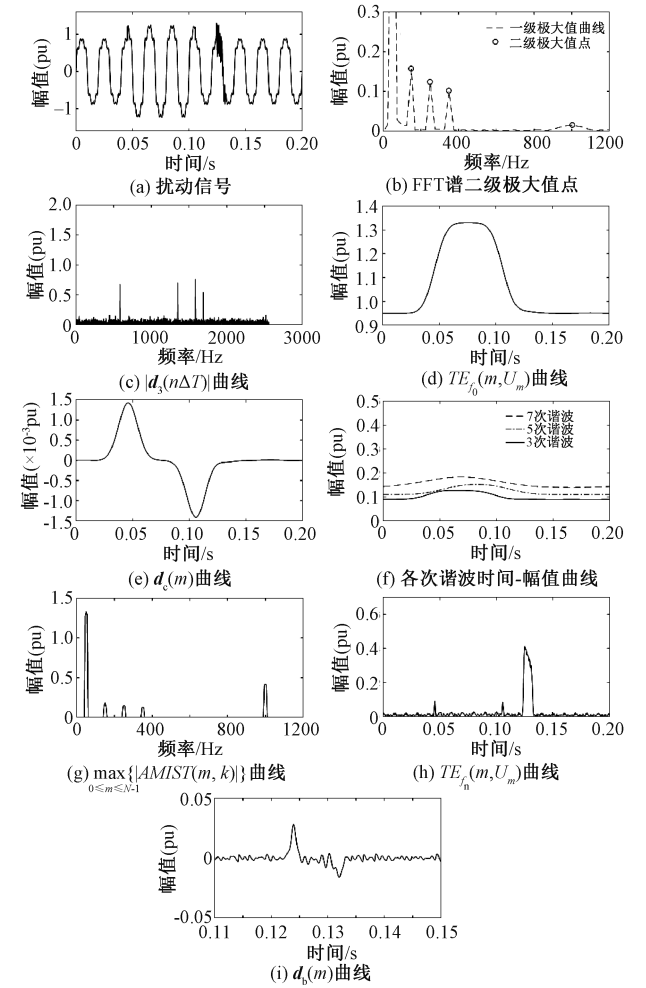 幅值(pu)
1
0
−1
0 0.05 0.10 0.15 0.20
时间/s
(a) 扰动信号
幅值(pu)
0.3
0.2
0.1
0
0 400 800 1200
频率/Hz
一级极大值曲线
二级极大值点
(b) FFT谱二级极大值点
幅值(pu)
2.0
1.5
1.0
0.5
0
0 1000 2000 3000
频率/Hz
(c) |d₃(nΔT)|曲线
幅值(pu)
1.4
1.3
1.2
1.1
1.0
0.9
0 0.05 0.10 0.15 0.20
时间/s
(d) TE_{f₀}(m,Uₘ)曲线
幅值(×10⁻³pu)
1.5
1.0
0
-0.5
-1.0
-1.5
0 0.05 0.10 0.15 0.20
时间/s
(e) d_c(m)曲线
幅值(pu)
0.5
0.4
0.3
0.2
0.1
0
0 0.05 0.10 0.15 0.20
时间/s
7次谐波
5次谐波
3次谐波
(f) 各次谐波时间-幅值曲线
幅值(pu)
1.5
1.0
0.5
0
0 400 800 1200
频率/Hz
(g) max{|AMIST(m, k)|}曲线
0≤m≤N-1
幅值(pu)
0.6
0.4
0.2
0
0 0.05 0.10 0.15 0.20
时间/s
(h) TE_{fₙ}(m,Uₘ)曲线
幅值(pu)
0.05
0
-0.05
0.11 0.12 0.13 0.14 0.15
时间/s
(i) d_b(m)曲线